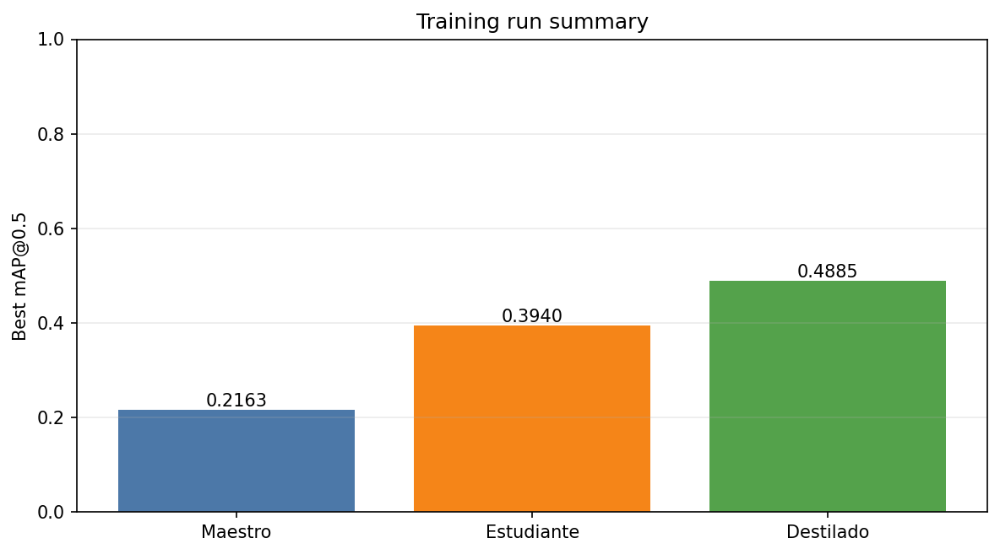 Training run summary
Best mAP@0.5
1.0
0.8
0.6
0.4
0.2
0.0
0.2163
0.3940
0.4885
Maestro
Estudiante
Destilado